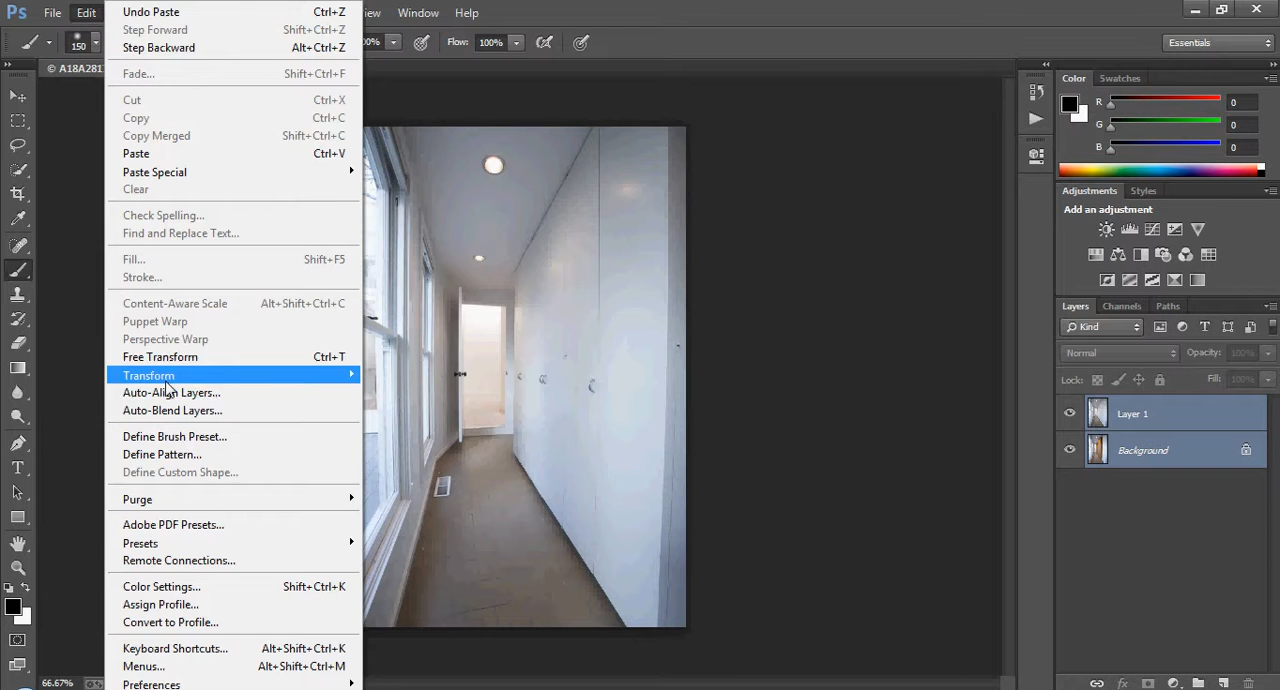 Ps File Edit iew Window Help
150 00% Flow: 100% Essentials
© A18A281
Undo Paste Ctrl+Z
Step Forward Shift+Ctrl+Z
Step Backward Alt+Ctrl+Z
Fade... Shift+Ctrl+F
Cut Ctrl+X
Copy Ctrl+C
Copy Merged Shift+Ctrl+C
Paste Ctrl+V
Paste Special
Clear
Check Spelling...
Find and Replace Text...
Fill... Shift+F5
Stroke...
Content-Aware Scale Alt+Shift+Ctrl+C
Puppet Warp
Perspective Warp
Free Transform Ctrl+T
Transform
Auto-Align Layers...
Auto-Blend Layers...
Define Brush Preset...
Define Pattern...
Define Custom Shape...
Purge
Adobe PDF Presets...
Presets
Remote Connections...
Color Settings... Shift+Ctrl+K
Assign Profile...
Convert to Profile...
Keyboard Shortcuts... Alt+Shift+Ctrl+K
Menus... Alt+Shift+Ctrl+M
Preferences
66.67%
Color Swatches
R 0
G 0
B 0
Adjustments Styles
Add an adjustment
Layers Channels Paths
Kind
Normal Opacity: 100%
Lock: Fill: 100%
Layer 1
Background